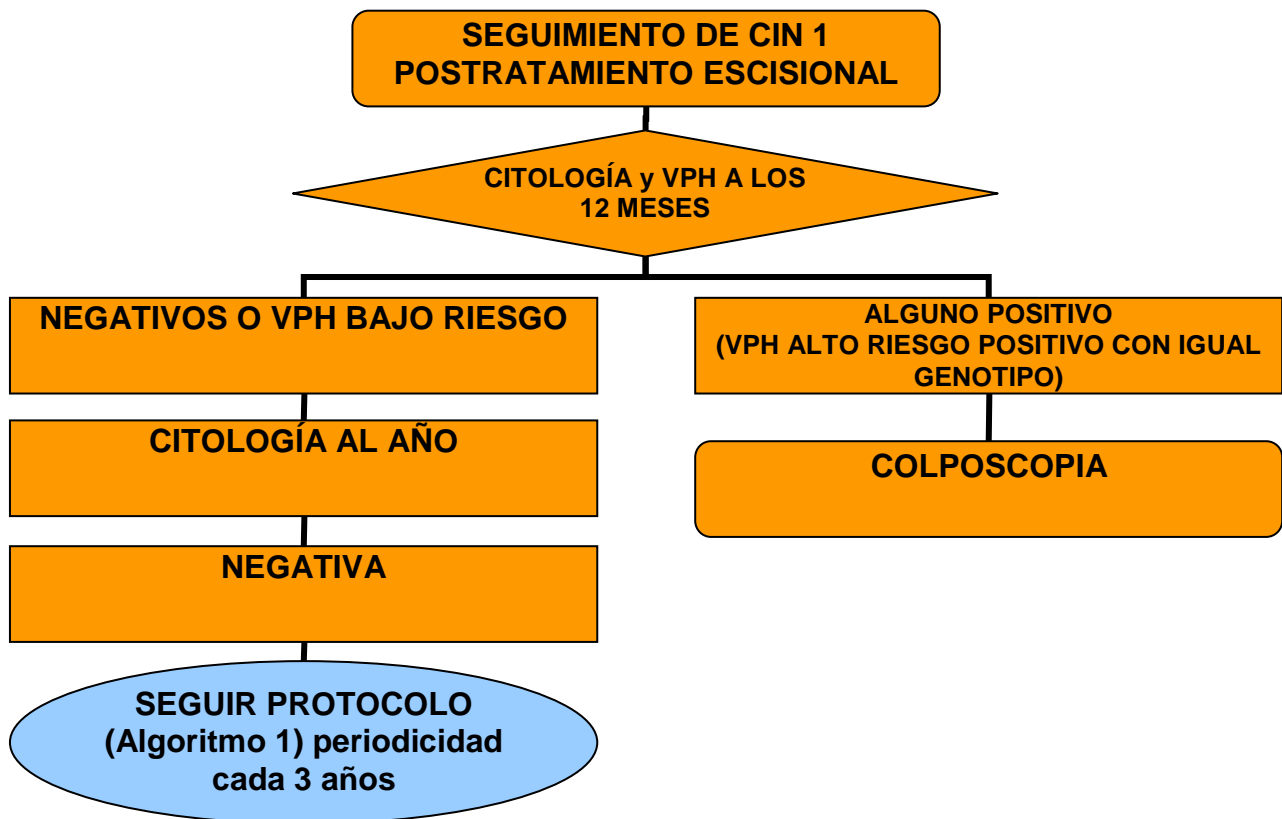 SEGUIMIENTO DE CIN 1
POSTRATAMIENTO ESCISIONAL
CITOLOGÍA y VPH A LOS
12 MESES
NEGATIVOS O VPH BAJO RIESGO
ALGUNO POSITIVO
(VPH ALTO RIESGO POSITIVO CON IGUAL
GENOTIPO)
CITOLOGÍA AL AÑO
COLPOSCOPIA
NEGATIVA
SEGUIR PROTOCOLO
(Algoritmo 1) periodicidad
cada 3 años